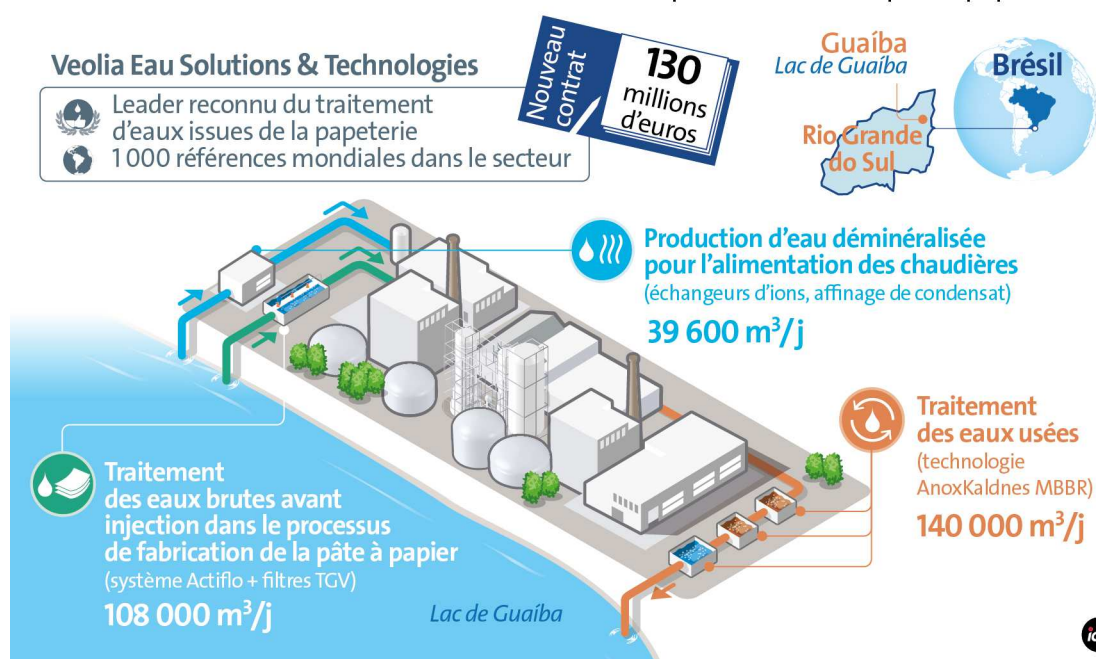 Veolia Eau Solutions & Technologies
Leader reconnu du traitement
d'eaux issues de la papeterie
1 000 références mondiales dans le secteur
Nouveau
contrat
130
millions
d'euros
Guaíba
Lac de Guaíba
Rio Grande
do Sul
Brésil
Production d'eau déminéralisée
pour l'alimentation des chaudières
(échangeurs d'ions, affinage de condensat)
39 600 m³/j
Traitement
des eaux usées
(technologie
AnoxKaldnes MBBR)
140 000 m³/j
Traitement
des eaux brutes avant
injection dans le processus
de fabrication de la pâte à papier
(système Actiflo + filtres TGV)
108 000 m³/j
Lac de Guaíba